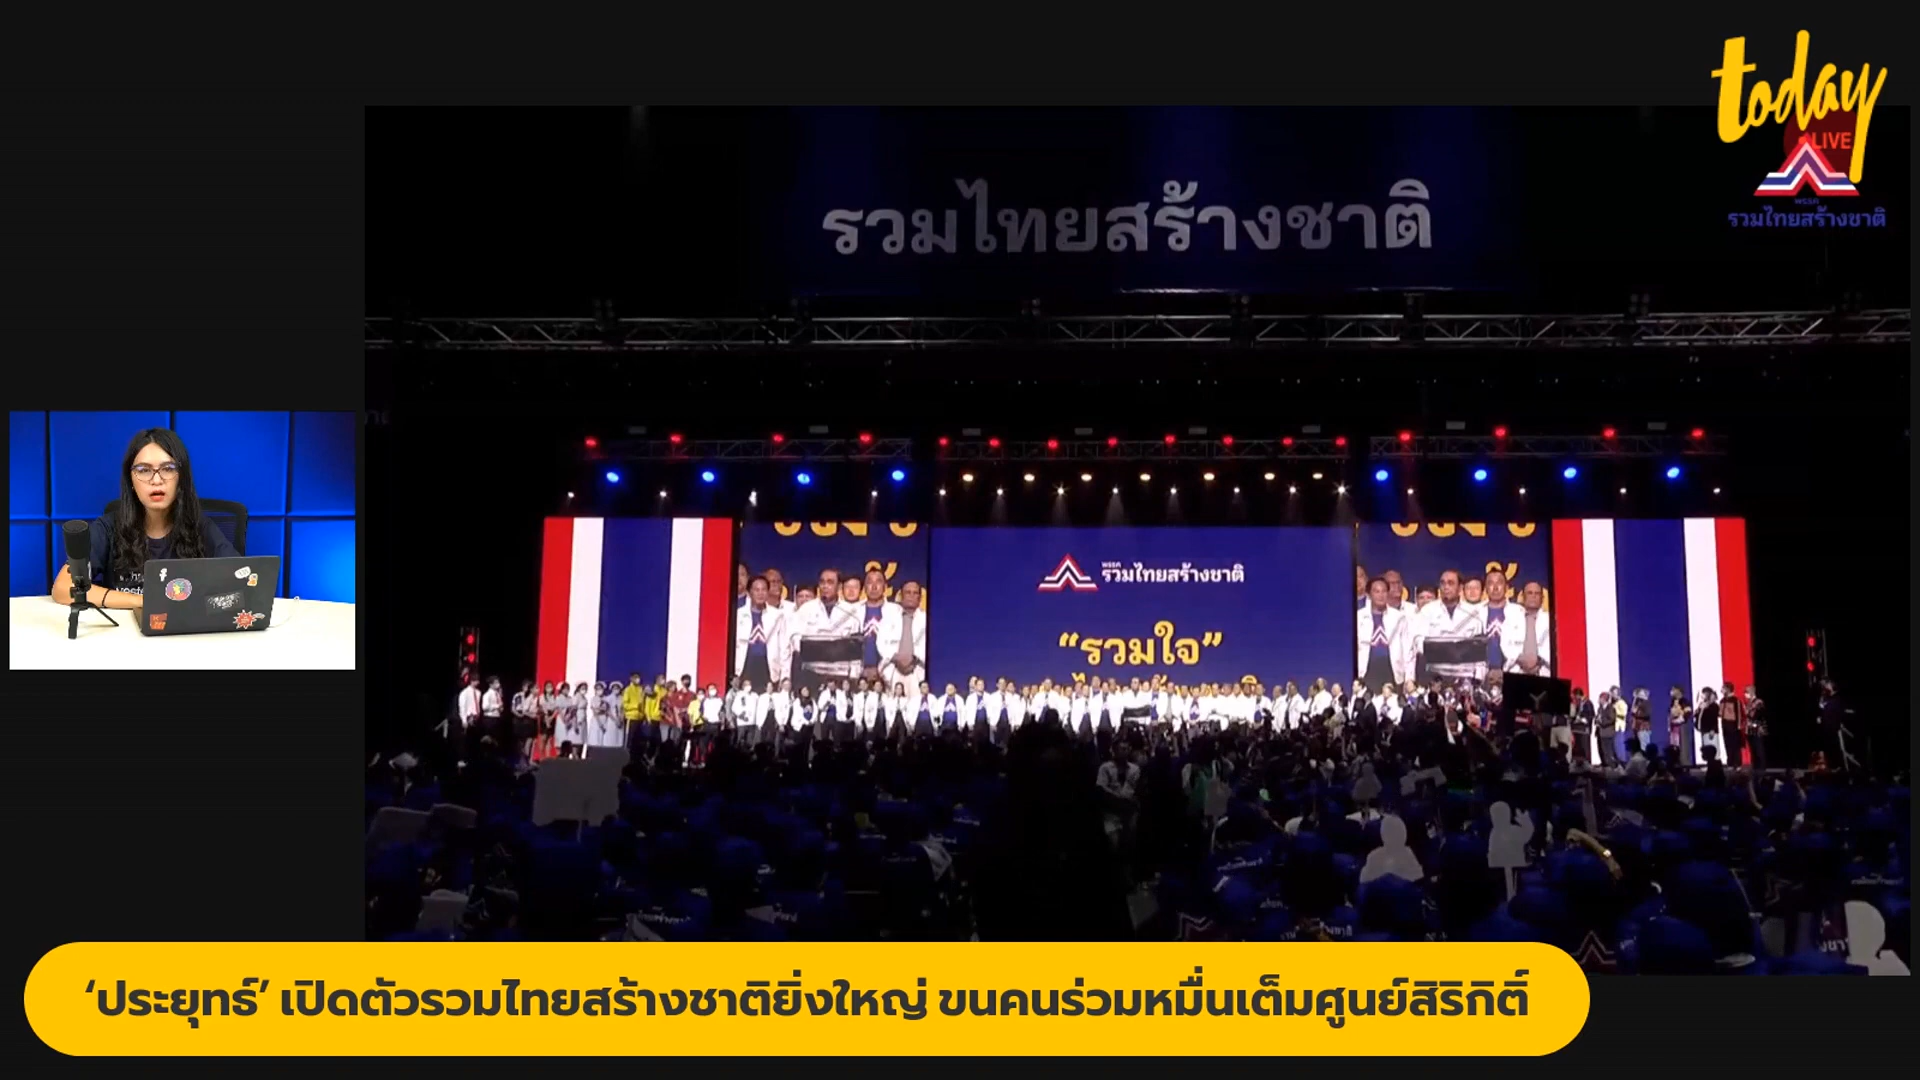 today
LIVE
รวมไทยสร้างชาติ
รวมไทยสร้างชาติ
รวมไทยสร้างชาติ
“รวมใจ”
‘ประยุทธ์’ เปิดตัวรวมไทยสร้างชาติยิ่งใหญ่ ขนคนร่วมหมื่นเต็มศูนย์สิริกิติ์